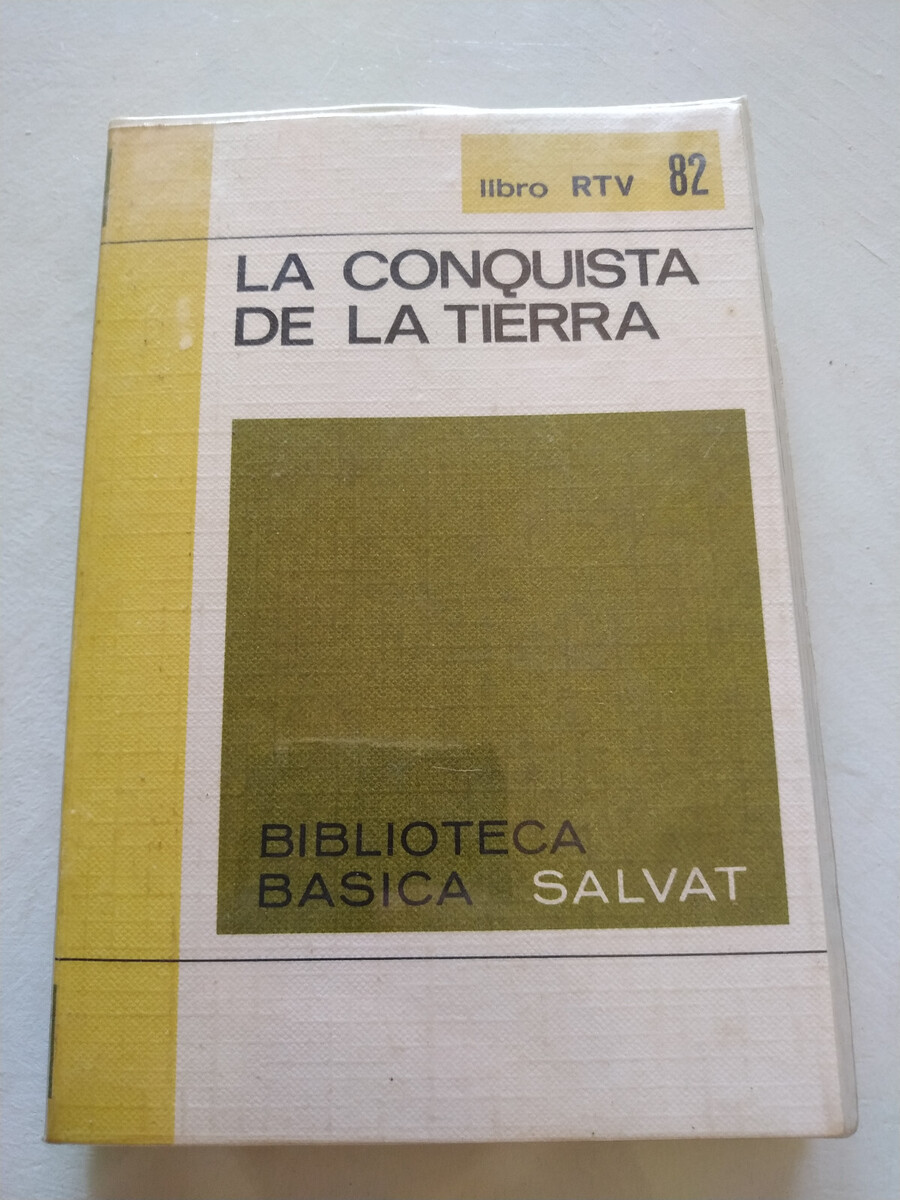 libro RTV 82
LA CONQUISTA
DE LA TIERRA
BIBLIOTECA
BASICA SALVAT